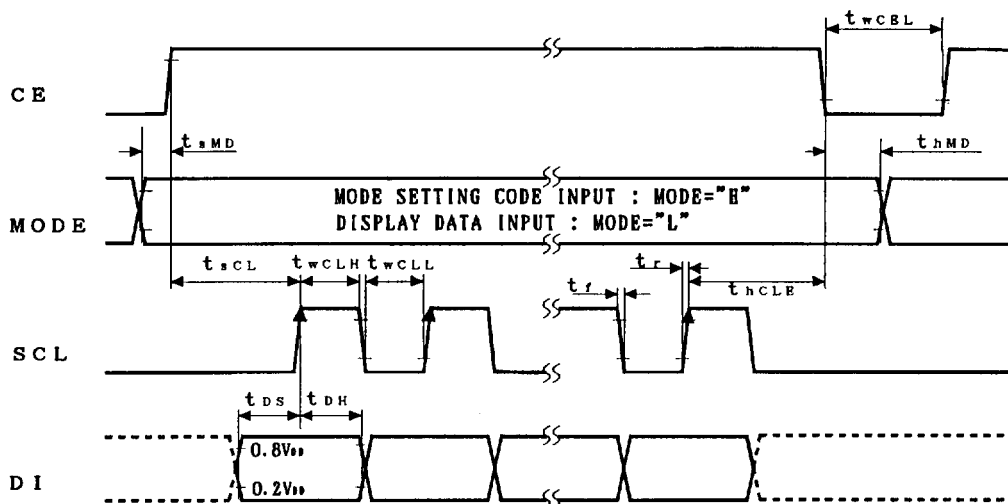 twCEL
CE
tsMD
thMD
MODE SETTING CODE INPUT : MODE="H"
DISPLAY DATA INPUT : MODE="L"
MODE
tsCL
twCLH
twCLL
tr
tf
thCLE
SCL
tDS
tDH
0.8VDD
0.2VDD
DI